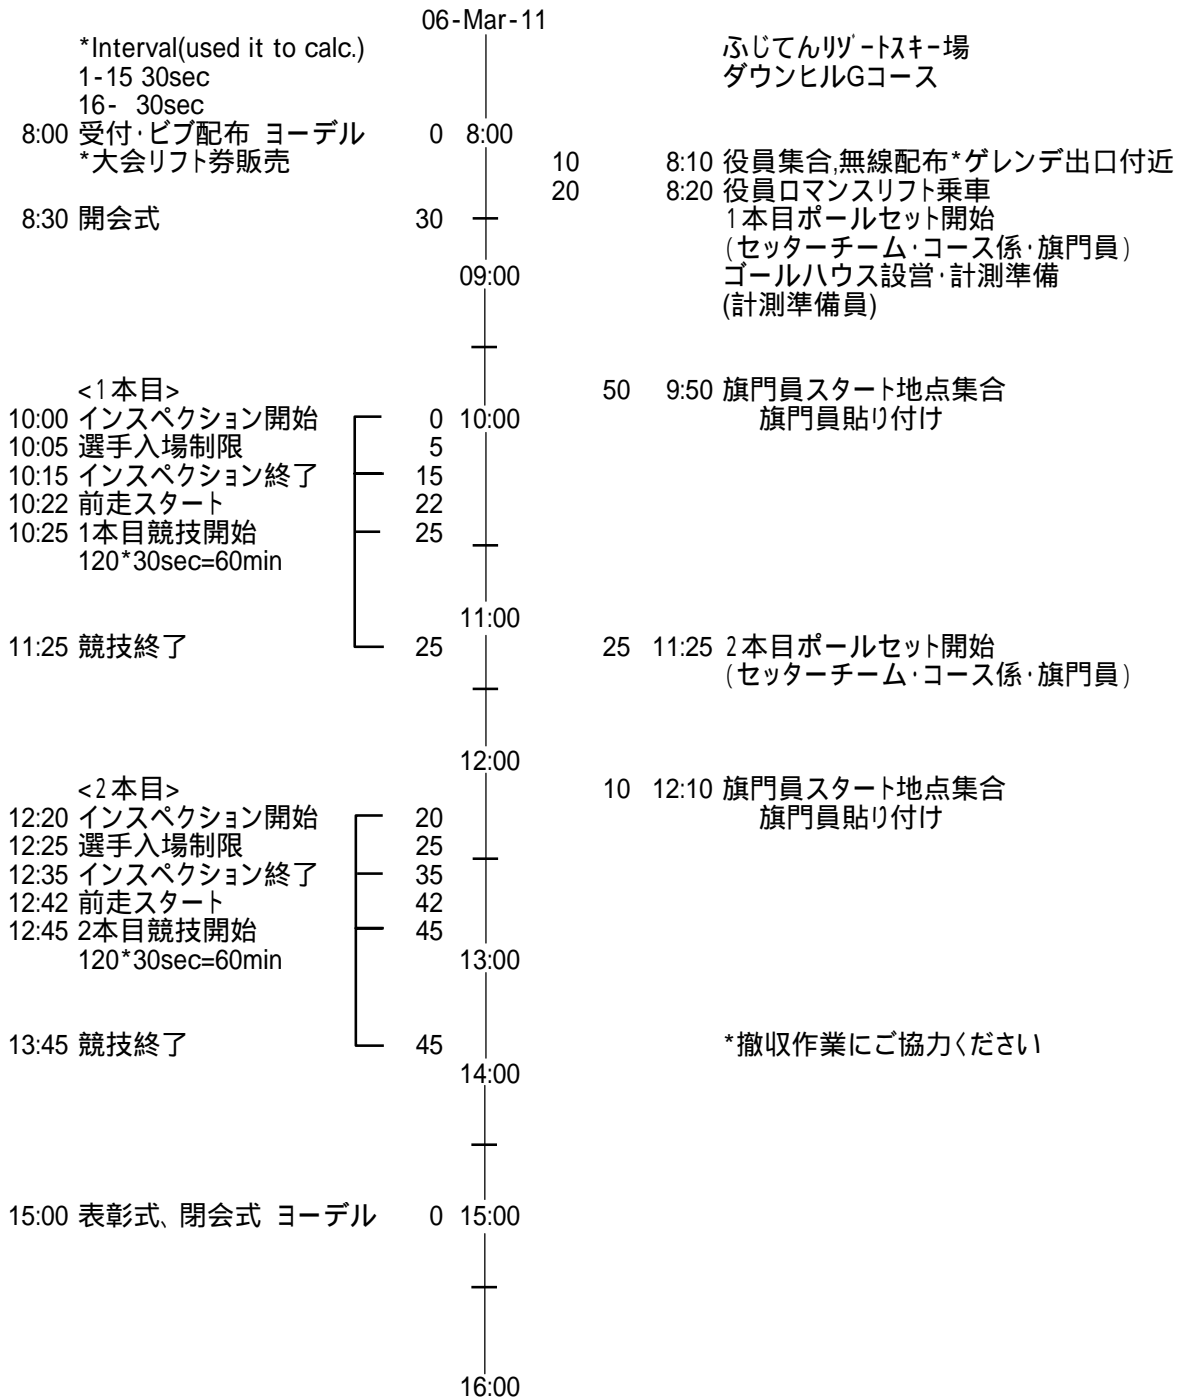 06-Mar-11
*Interval(used it to calc.) ふじてんリゾートスキー場
1-15 30sec ダウンヒルGコース
16- 30sec
8:00 受付・ビブ配布 ヨーデル 0 8:00
*大会リフト券販売 10 8:10 役員集合,無線配布*ゲレンデ出口付近
20 8:20 役員ロマンスリフト乗車
8:30 開会式 30 1本目ポールセット開始
(セッターチーム・コース係・旗門員)
09:00 ゴールハウス設営・計測準備
(計測準備員)
<1本目> 50 9:50 旗門員スタート地点集合
10:00 インスペクション開始 0 10:00 旗門員貼り付け
10:05 選手入場制限 5
10:15 インスペクション終了 15
10:22 前走スタート 22
10:25 1本目競技開始 25
120*30sec=60min
11:00
11:25 競技終了 25 25 11:25 2本目ポールセット開始
(セッターチーム・コース係・旗門員)
12:00
<2本目> 10 12:10 旗門員スタート地点集合
12:20 インスペクション開始 20 旗門員貼り付け
12:25 選手入場制限 25
12:35 インスペクション終了 35
12:42 前走スタート 42
12:45 2本目競技開始 45
120*30sec=60min 13:00
13:45 競技終了 45 *撤収作業にご協力ください
14:00
15:00 表彰式、閉会式 ヨーデル 0 15:00
16:00